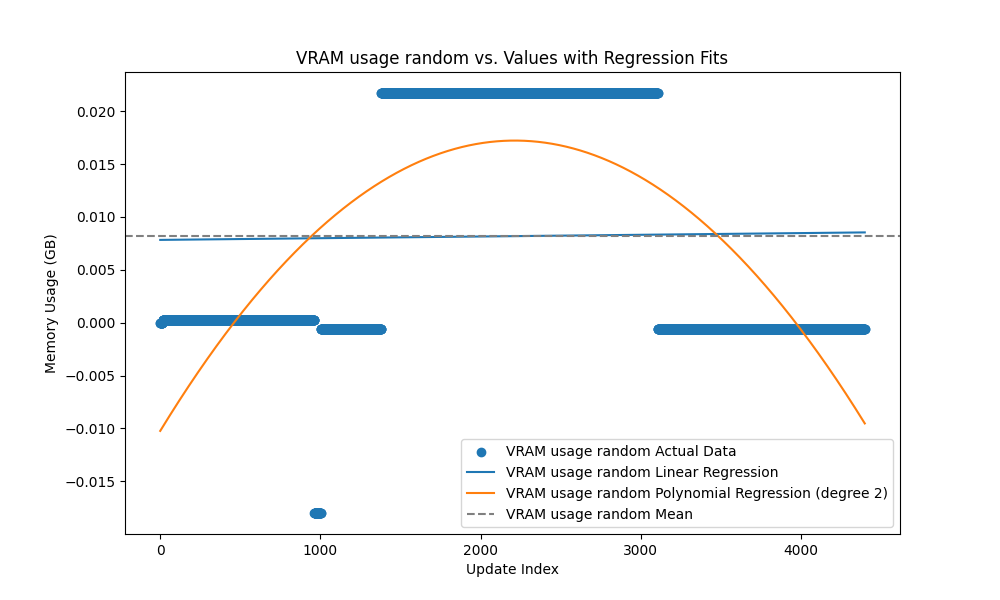 VRAM usage random vs. Values with Regression Fits
Memory Usage (GB)
0.020
0.015
0.010
0.005
0.000
−0.005
−0.010
−0.015
VRAM usage random Actual Data
VRAM usage random Linear Regression
VRAM usage random Polynomial Regression (degree 2)
VRAM usage random Mean
0 1000 2000 3000 4000
Update Index